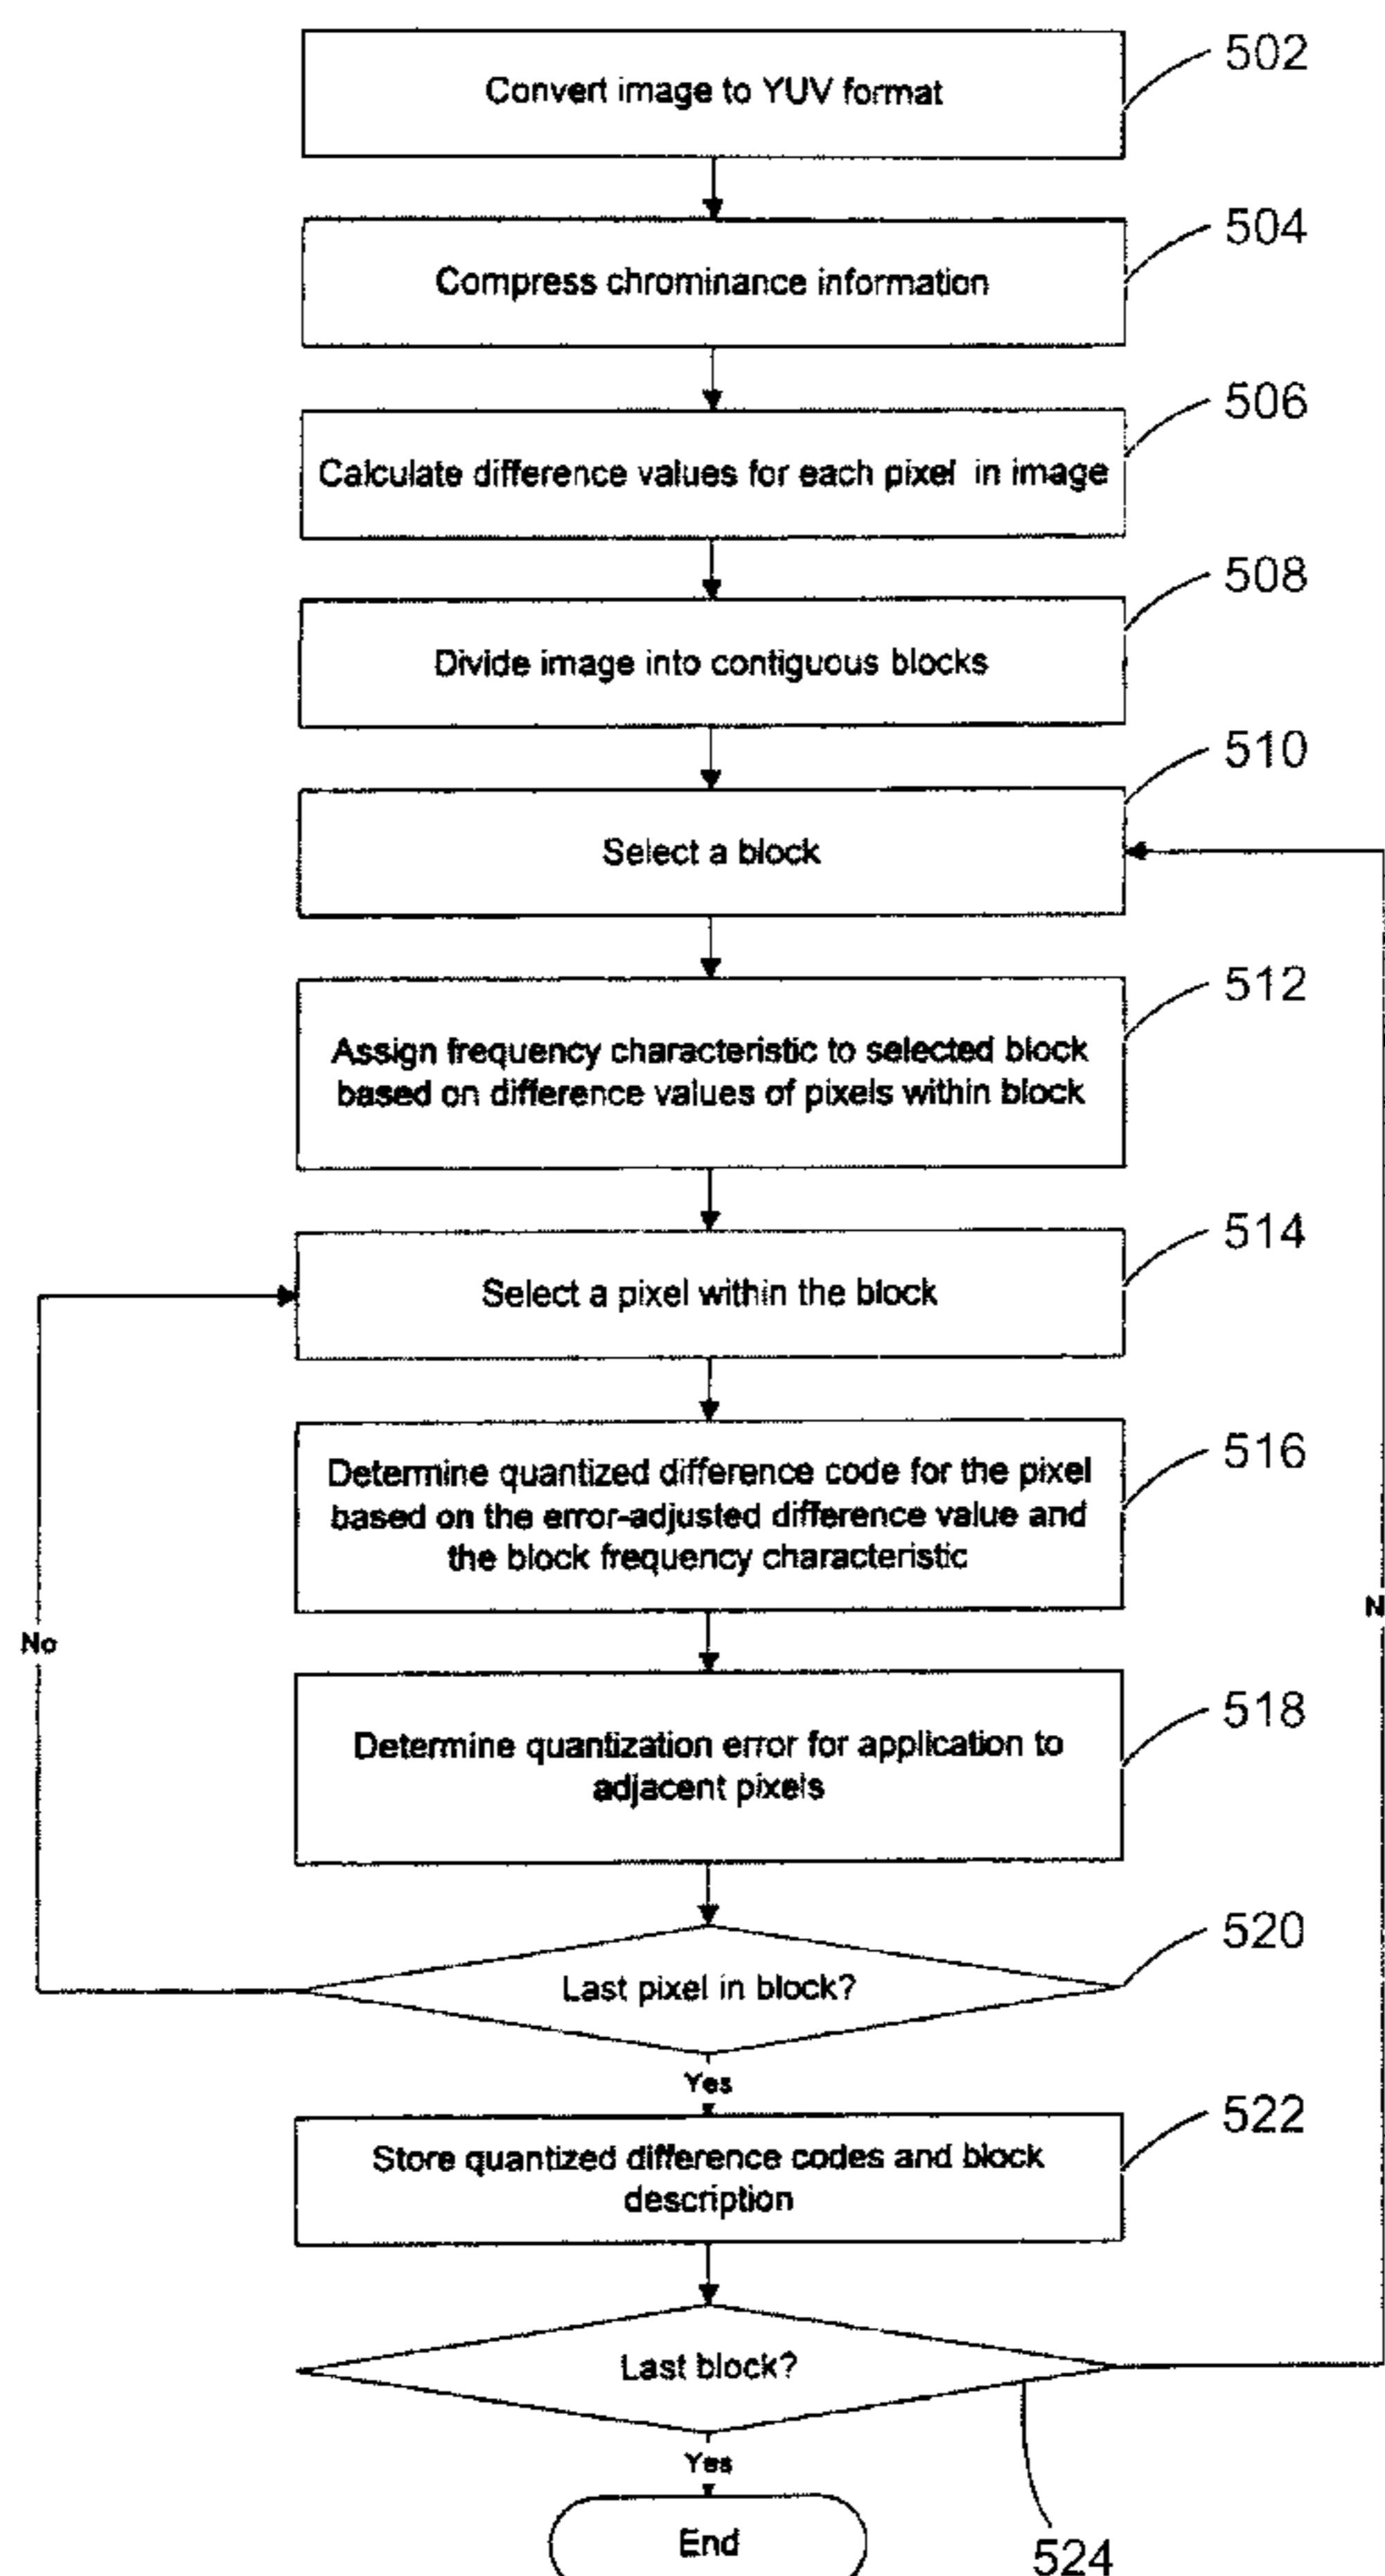 Convert image to YUV format
502
Compress chrominance information
504
Calculate difference values for each pixel in image
506
Divide image into contiguous blocks
508
Select a block
510
Assign frequency characteristic to selected block
based on difference values of pixels within block
512
Select a pixel within the block
514
Determine quantized difference code for the pixel
based on the error-adjusted difference value and
the block frequency characteristic
516
No
N
Determine quantization error for application to
adjacent pixels
518
Last pixel in block?
520
Yes
Store quantized difference codes and block
description
522
Last block?
524
Yes
End